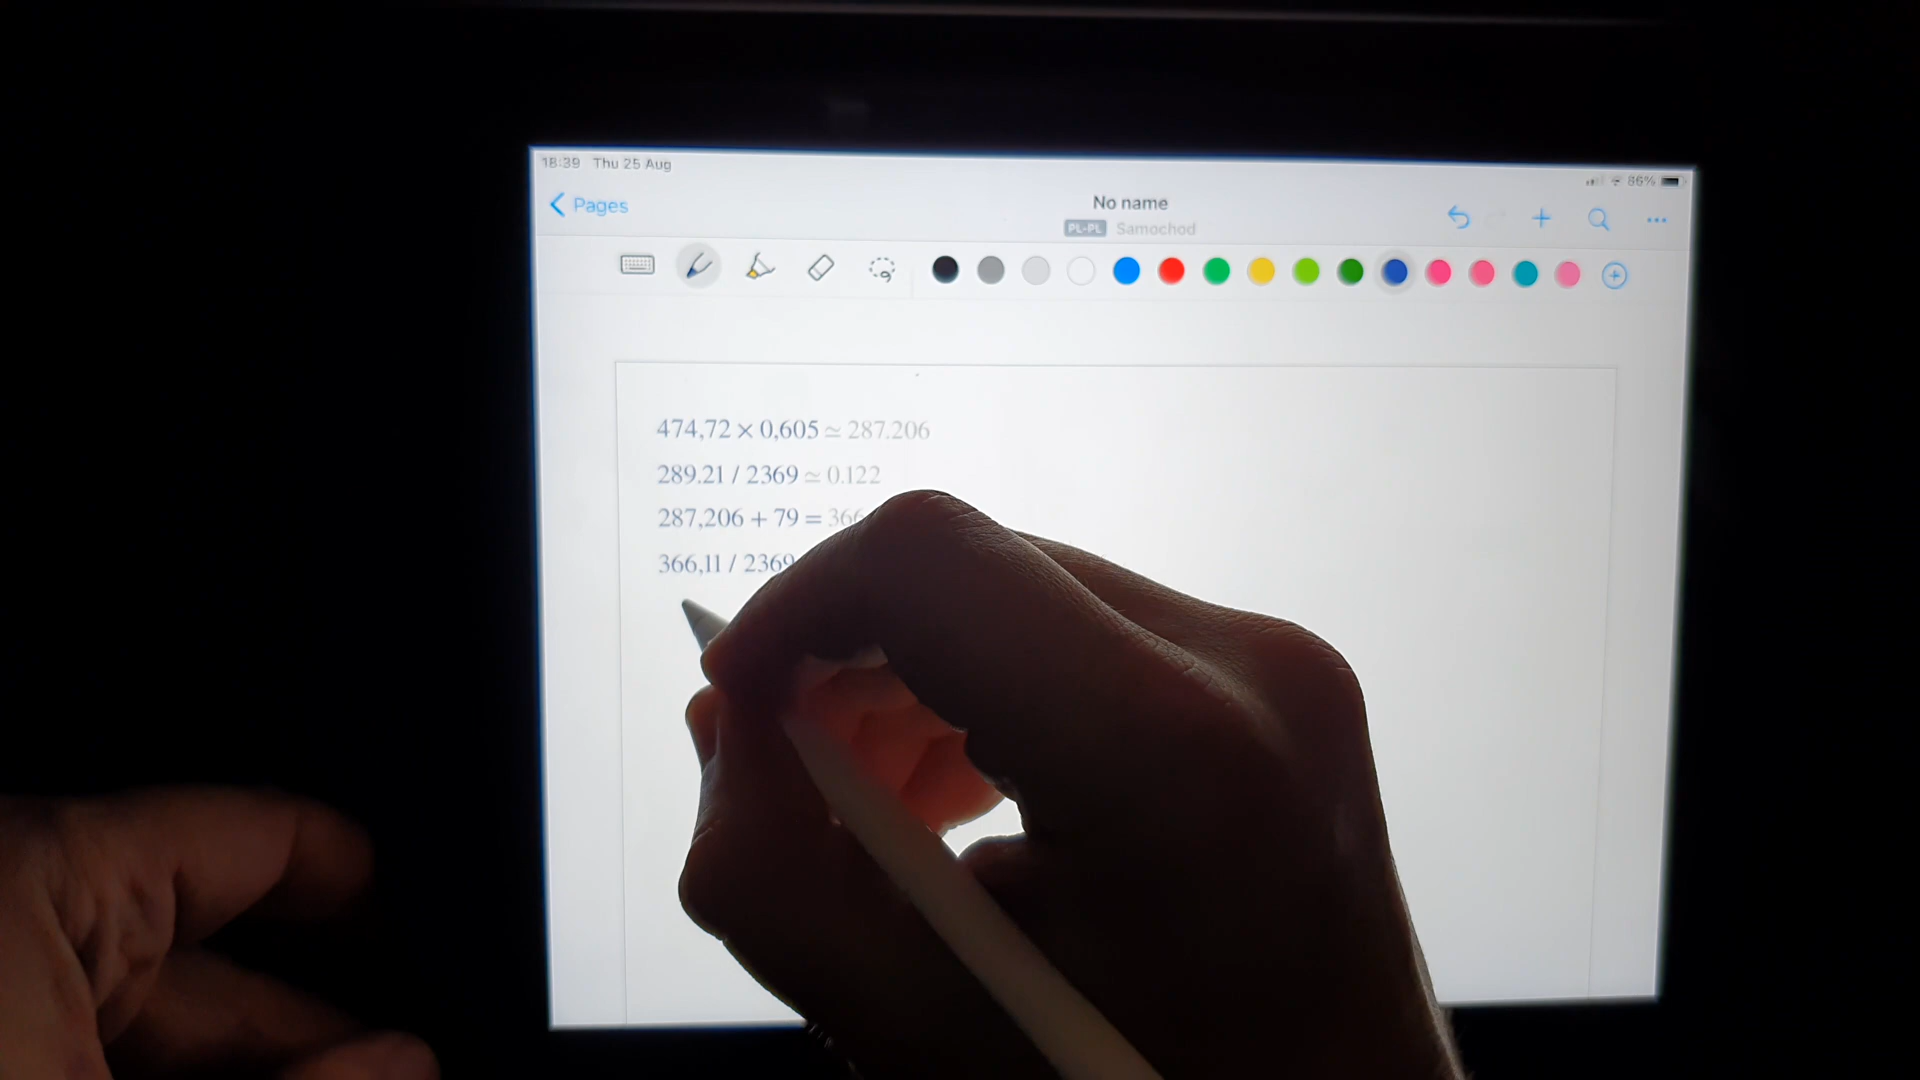 18:39 Thu 25 Aug
86%
Pages
No name
PL-PL Samochod
474,72 × 0,605 ≃ 287.206
289.21 / 2369 ≃ 0.122
287,206 + 79 = 366
366,11 / 2369